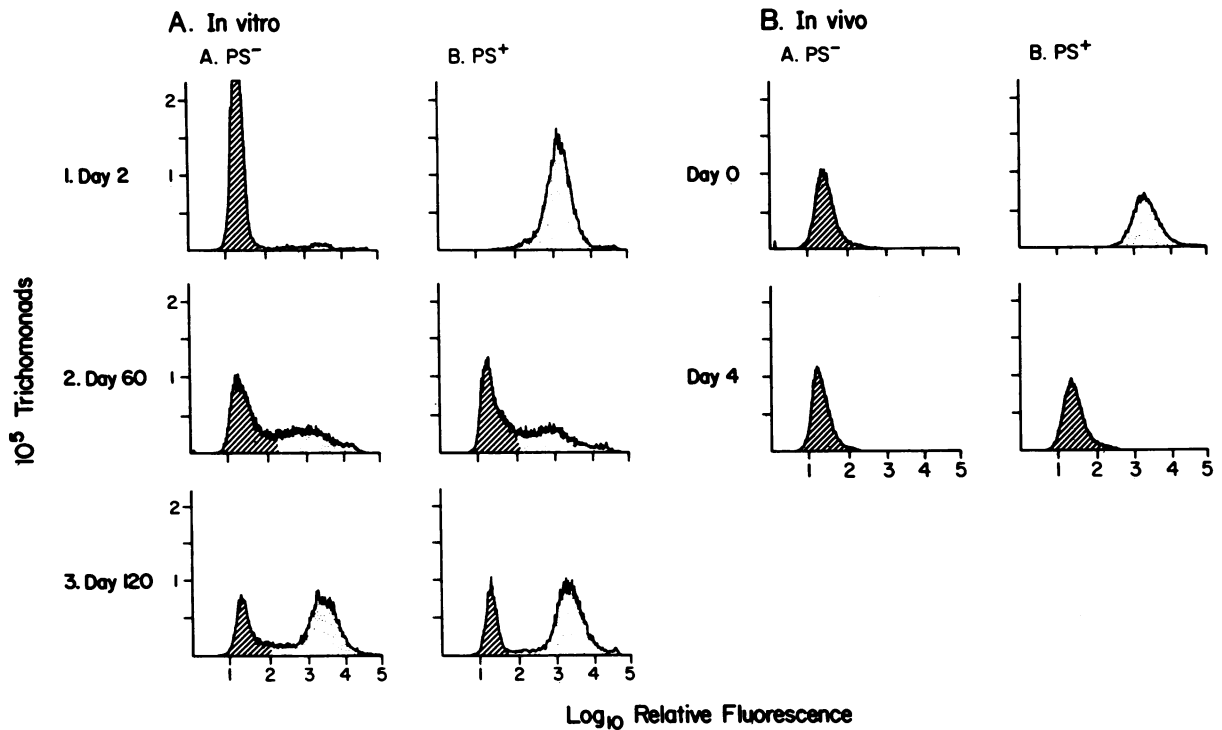 A. In vitro
A. PS⁻
B. PS⁺
B. In vivo
A. PS⁻
B. PS⁺
1. Day 2
2
1
Day 0
2. Day 60
2
1
Day 4
1 2 3 4 5
1 2 3 4 5
3. Day 120
2
1
1 2 3 4 5
1 2 3 4 5
10⁵ Trichomonads
Log₁₀ Relative Fluorescence